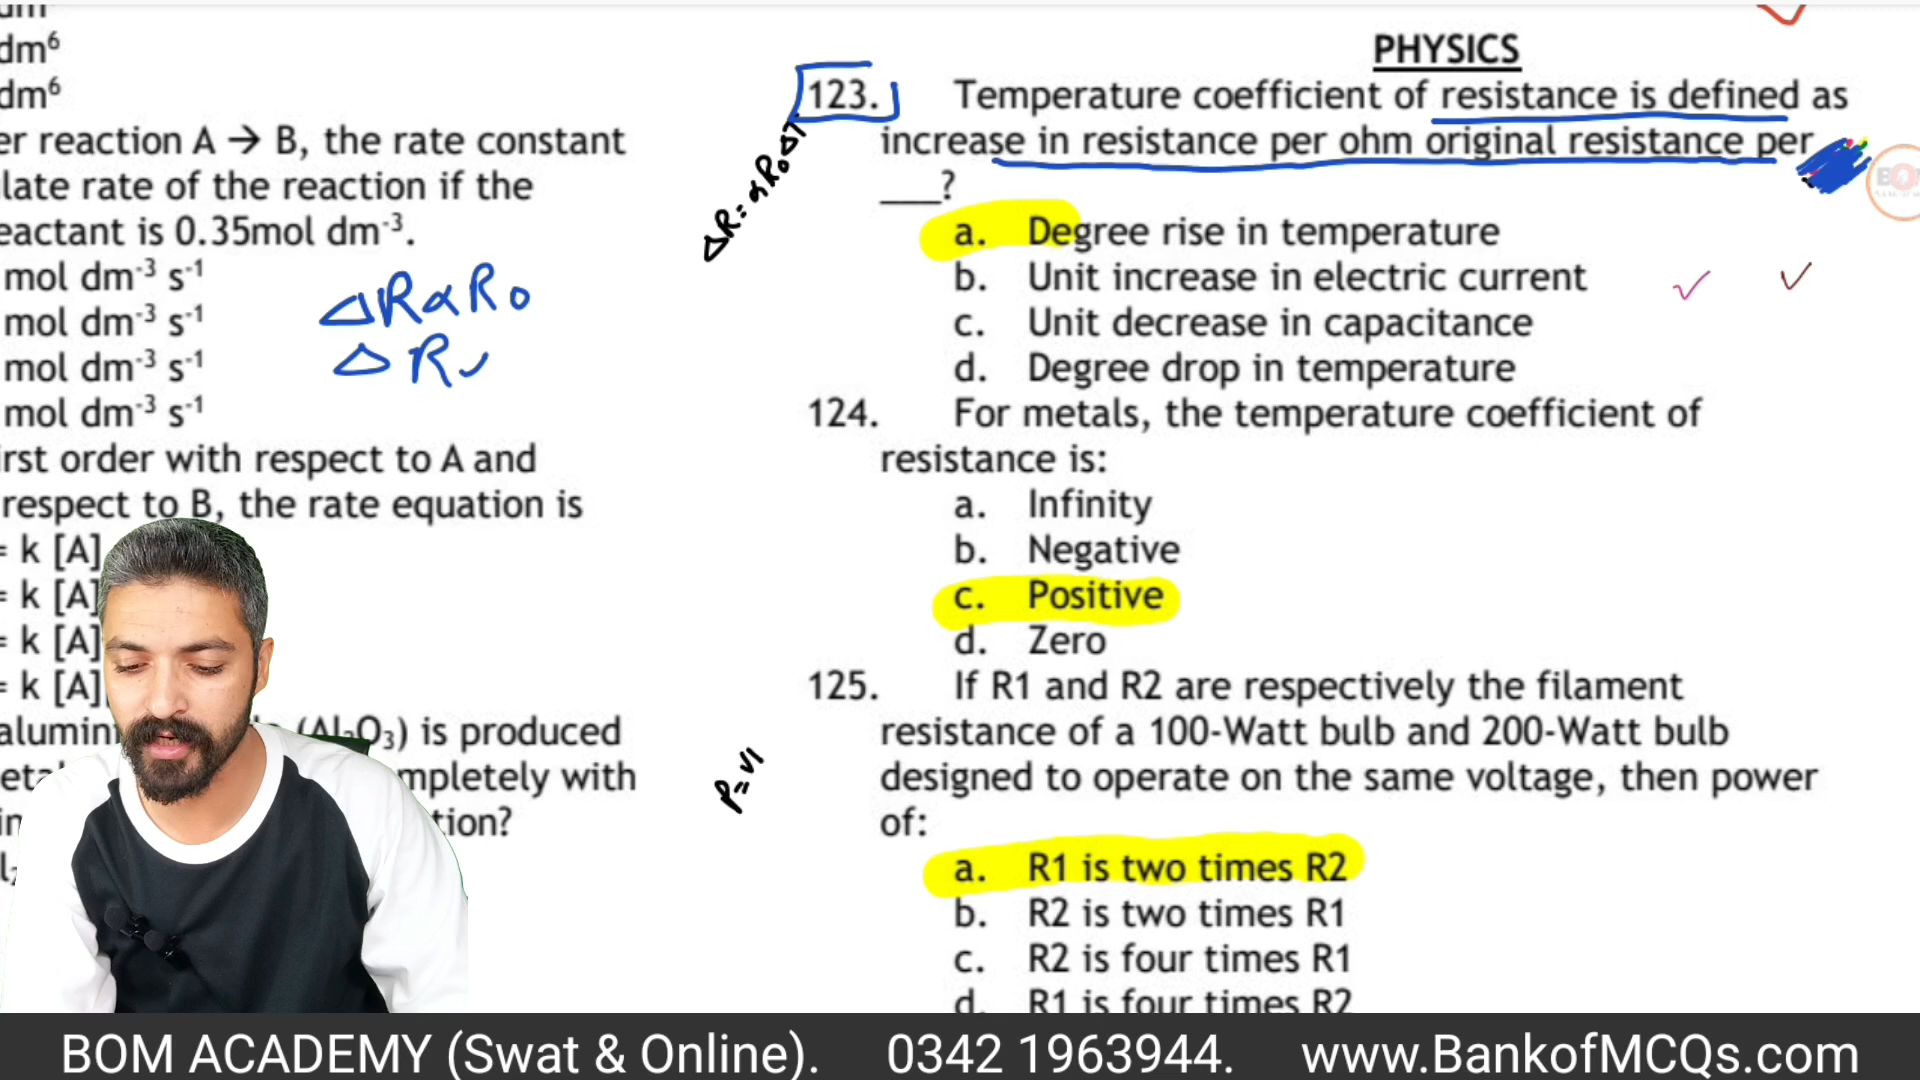 dm⁶
dm⁶
er reaction A → B, the rate constant
late rate of the reaction if the
eactant is 0.35mol dm⁻³.
mol dm⁻³ s⁻¹
mol dm⁻³ s⁻¹
mol dm⁻³ s⁻¹
mol dm⁻³ s⁻¹
irst order with respect to A and
respect to B, the rate equation is
= k [A]
= k [A]
= k [A]
= k [A]
alumin (Al₂O₃) is produced
eta mpletely with
in tion?
ΔR∝R₀
ΔR
ΔR=αR₀ΔT
P=VI
PHYSICS
123. Temperature coefficient of resistance is defined as
increase in resistance per ohm original resistance per
___?
a. Degree rise in temperature
b. Unit increase in electric current
c. Unit decrease in capacitance
d. Degree drop in temperature
124. For metals, the temperature coefficient of
resistance is:
a. Infinity
b. Negative
c. Positive
d. Zero
125. If R1 and R2 are respectively the filament
resistance of a 100-Watt bulb and 200-Watt bulb
designed to operate on the same voltage, then power
of:
a. R1 is two times R2
b. R2 is two times R1
c. R2 is four times R1
d. R1 is four times R2
BOM ACADEMY (Swat & Online). 0342 1963944. www.BankofMCQs.com